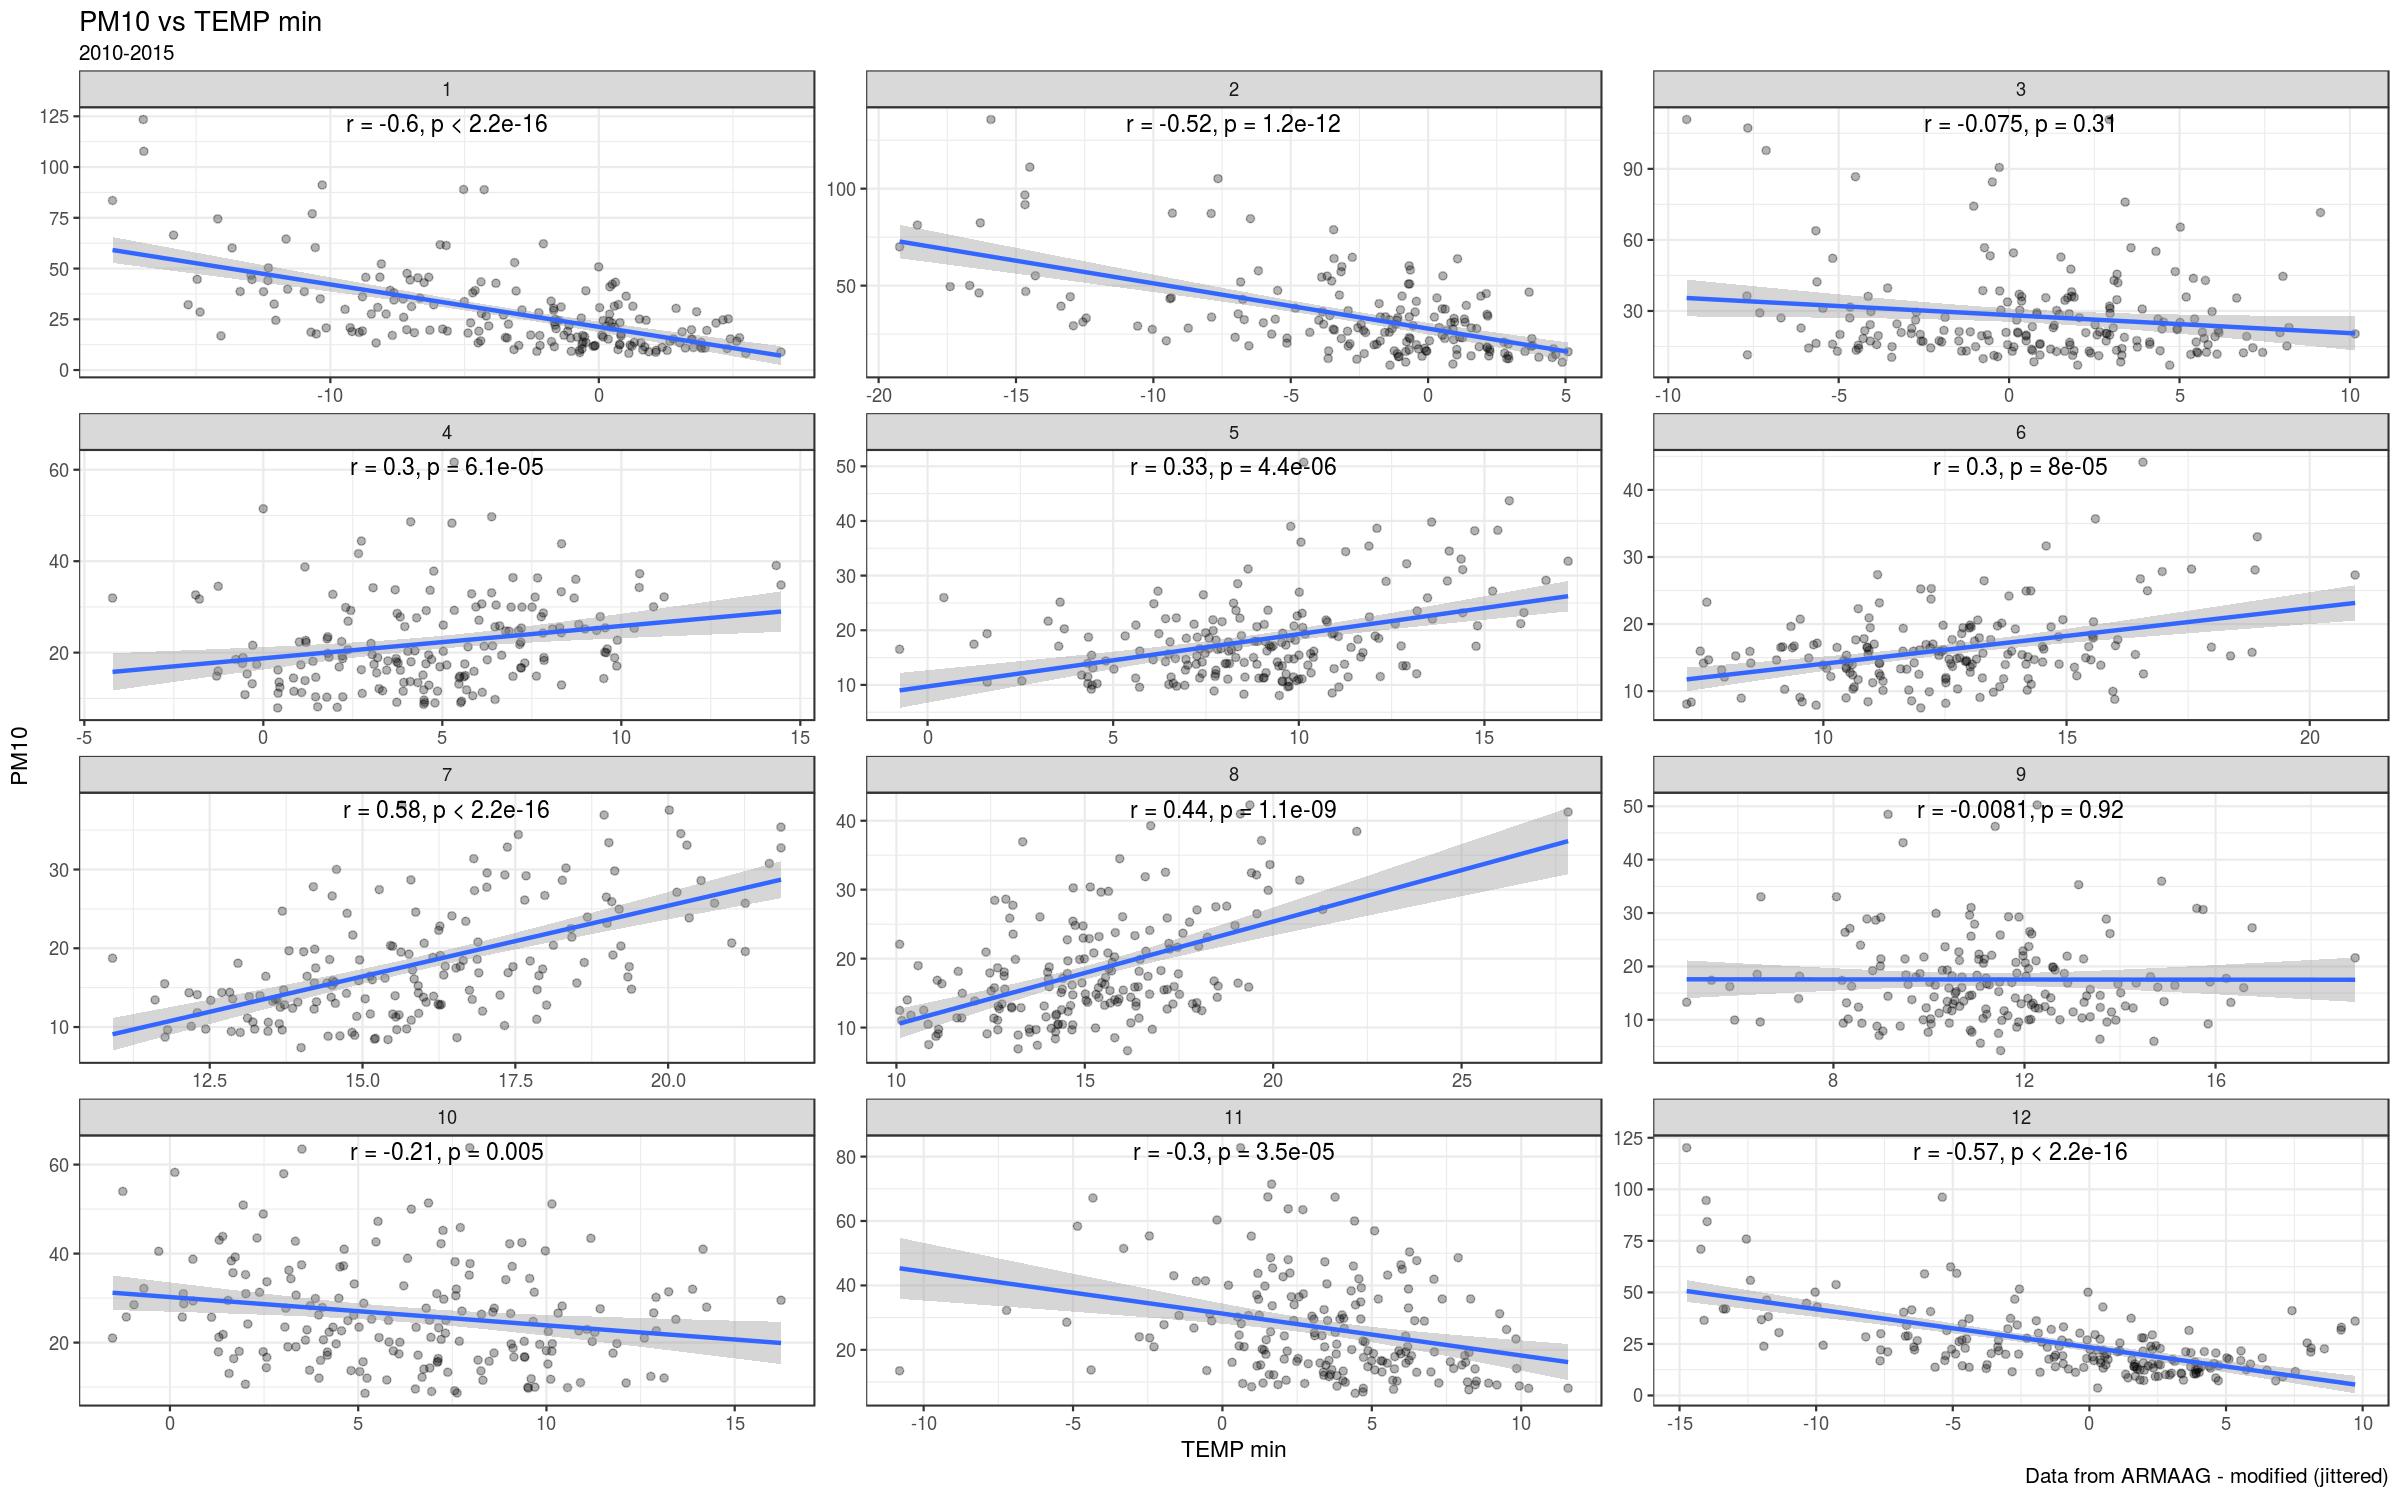 PM10 vs TEMP min
2010-2015
1
2
3
r = -0.6, p < 2.2e-16
r = -0.52, p = 1.2e-12
r = -0.075, p = 0.31
125
100
75
50
25
0
100
50
90
60
30
-10 0
-20 -15 -10 -5 0 5
-10 -5 0 5 10
4
5
6
r = 0.3, p = 6.1e-05
r = 0.33, p = 4.4e-06
r = 0.3, p = 8e-05
60
40
20
50
40
30
20
10
40
30
20
10
-5 0 5 10 15
0 5 10 15
10 15 20
PM10
7
8
9
r = 0.58, p < 2.2e-16
r = 0.44, p = 1.1e-09
r = -0.0081, p = 0.92
30
20
10
40
30
20
10
50
40
30
20
10
12.5 15.0 17.5 20.0
10 15 20 25
8 12 16
10
11
12
r = -0.21, p = 0.005
r = -0.3, p = 3.5e-05
r = -0.57, p < 2.2e-16
60
40
20
80
60
40
20
125
100
75
50
25
0
0 5 10 15
-10 -5 0 5 10
-15 -10 -5 0 5 10
TEMP min
Data from ARMAAG - modified (jittered)